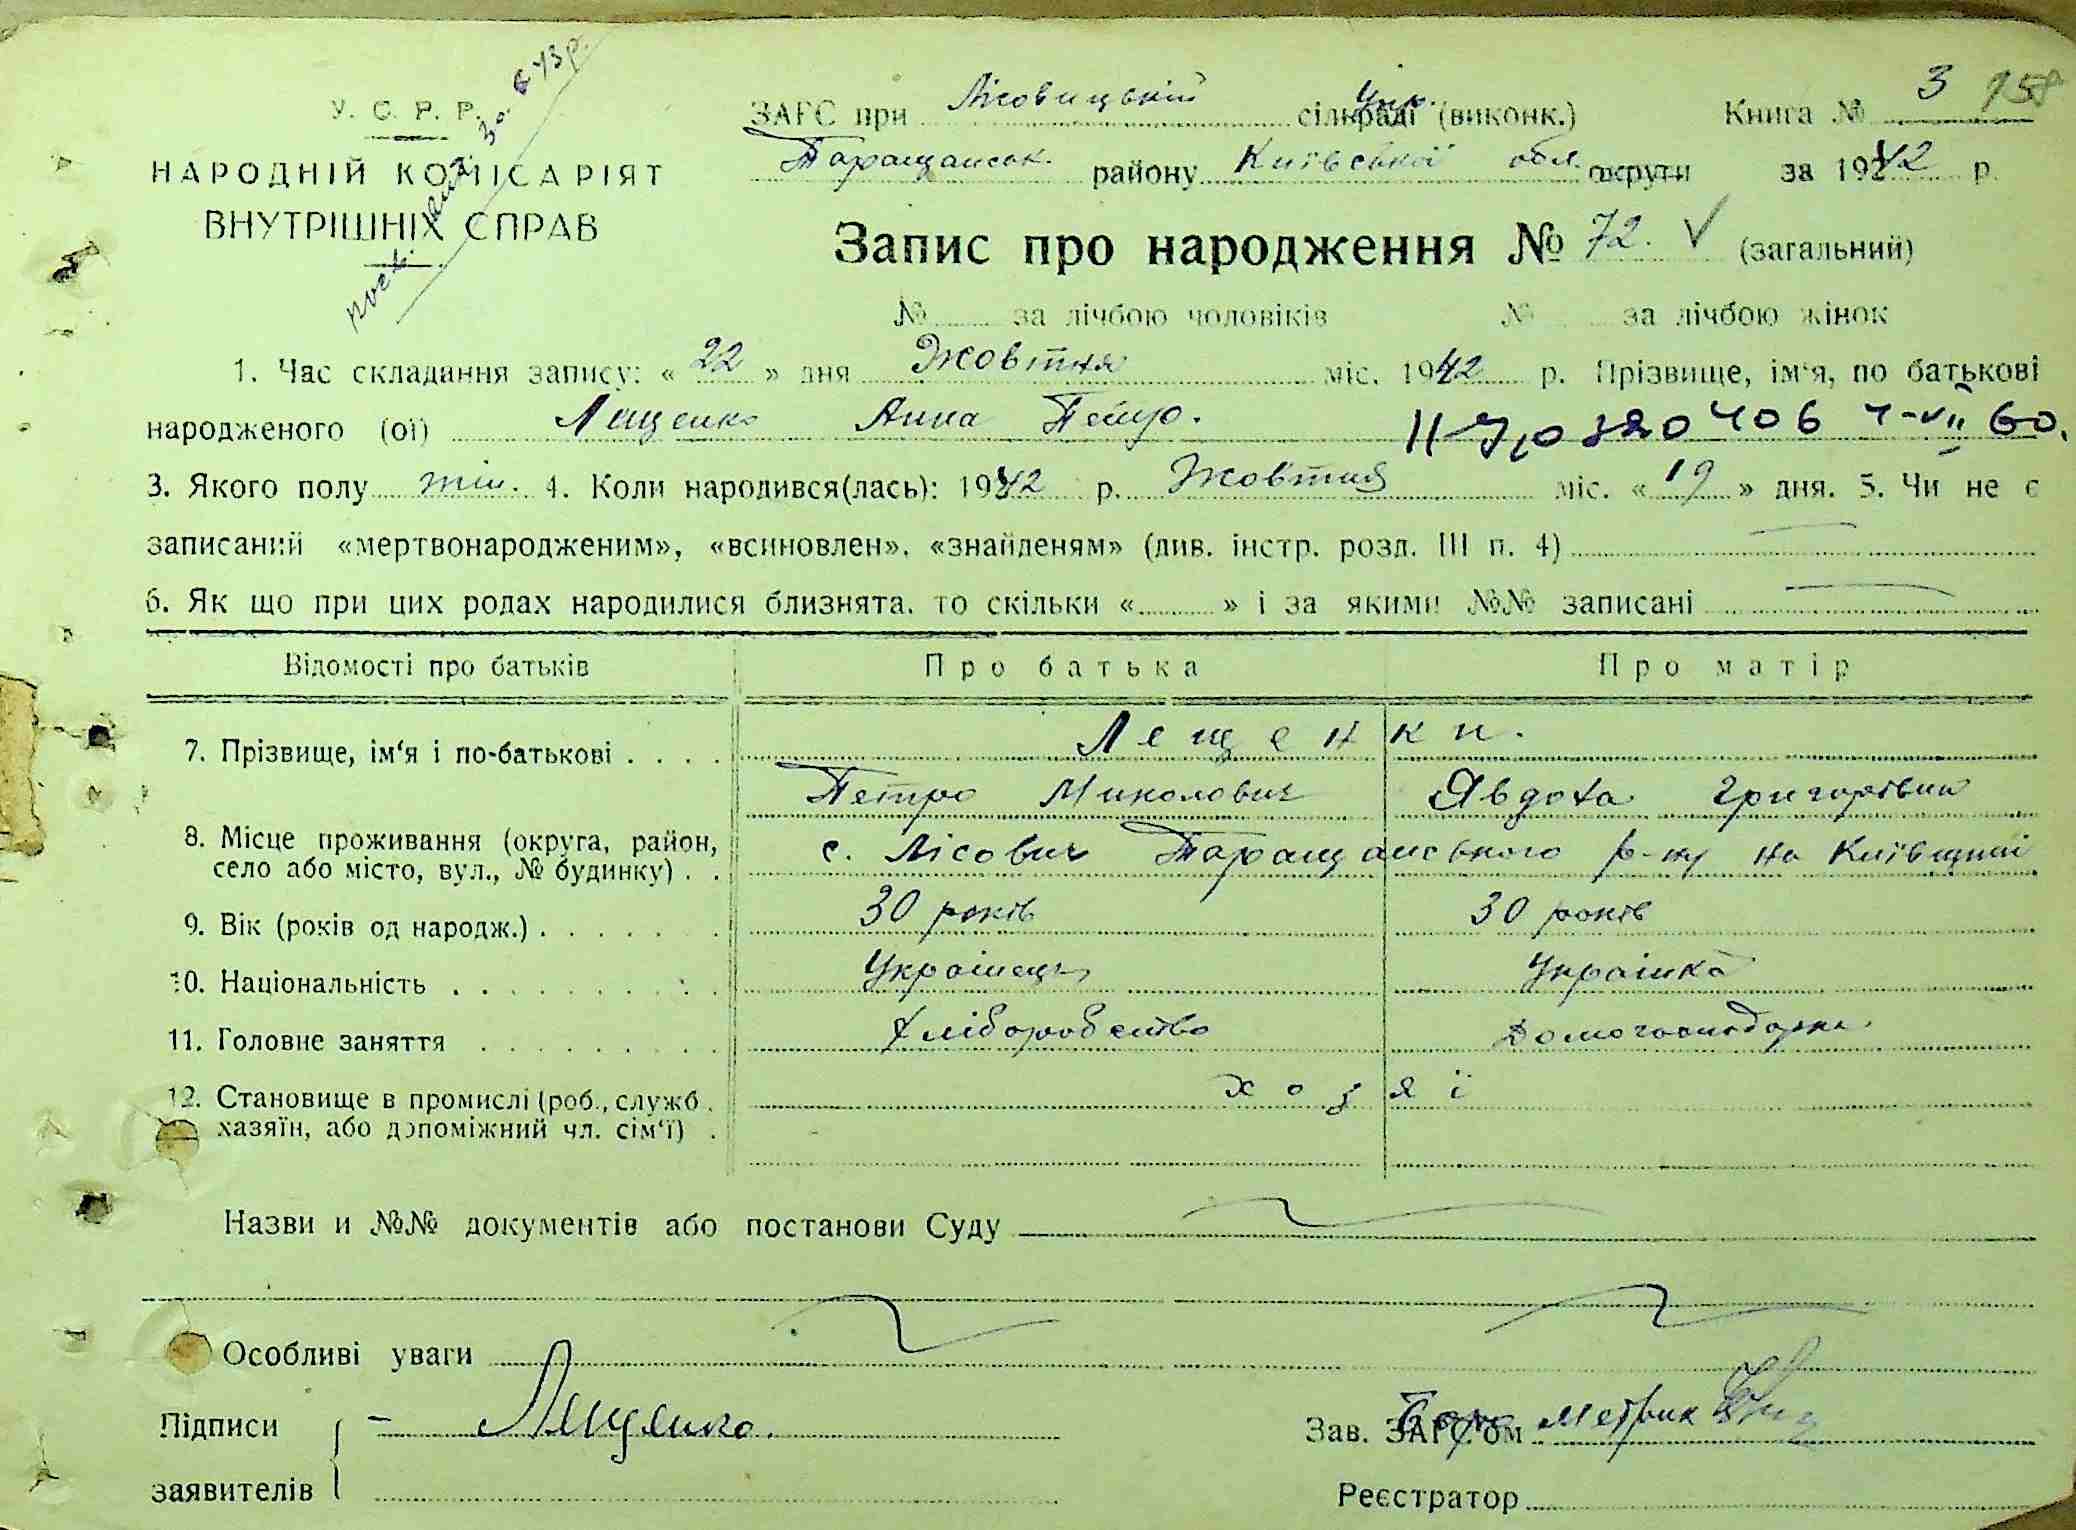 У. С. Р. Р.
НАРОДНІЙ КОМІСАРІЯТ
ВНУТРІШНІХ СПРАВ
ЗАГС при Лісовицькій сільраді (виконк.) Книга № 3 158
Таращанськ. району Київської обл. округи за 1942 р.
Запис про народження № 72. V (загальний)
№ за лічбою чоловіків № за лічбою жінок
1. Час складання запису: « 22 » дня Жовтня міс. 1942 р. Прізвище, ім‘я, по батькові
народженого (ої) Лященко Анна Петро.
3. Якого полу жін. 4. Коли народився(лась): 1942 р. Жовтня міс. « 19 » дня. 5. Чи не є
записаний «мертвонародженим», «всиновлен», «знайденям» (див. інстр. розд. III п. 4)
6. Як що при цих родах народилися близнята, то скільки « » і за якими №№ записані
Відомості про батьків Про батька Про матір
7. Прізвище, ім‘я і по-батькові Лященки.
Петро Миколович Явдоха Григорівна
8. Місце проживання (округа, район,
село або місто, вул., № будинку) с. Лісович Таращанського р-ну на Київщині
9. Вік (років од народж.) 30 років 30 років
10. Національність Українець Українка
11. Головне заняття Хліборобство Домогосподарка
12. Становище в промислі (роб., служб.
хазяїн, або допоміжний чл. сім‘ї) хозяї
Назви и №№ документів або постанови Суду
Особливі уваги
Підписи – Лященко.
заявителів
Зав. ЗАГС‘ом
Реєстратор